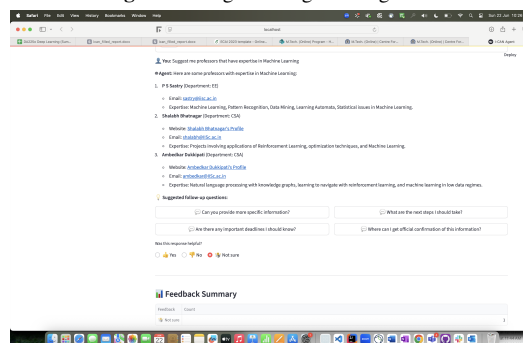 Safari File Edit View History Bookmarks Window Help
Sun 22 Jun
localhost
Deploy
You: Suggest me professors that have expertise in Machine Learning
Agent: Here are some professors with expertise in Machine Learning:
1. P S Sastry (Department: EE)
Email: sastry@iisc.ac.in
Expertise: Machine Learning, Pattern Recognition, Data Mining, Learning Automata, Statistical issues in Machine Learning.
2. Shalabh Bhatnagar (Department: CSA)
Website: Shalabh Bhatnagar's Profile
Email: shalabh@IISc.ac.in
Expertise: Projects involving applications of Reinforcement Learning, optimization techniques, and Machine Learning.
3. Ambedkar Dukkipati (Department: CSA)
Website: Ambedkar Dukkipati's Profile
Email: ambedkar@IISc.ac.in
Expertise: Natural language processing with knowledge graphs, learning to navigate with reinforcement learning, and machine learning in low data regimes.
Suggested follow-up questions:
Can you provide more specific information?
What are the next steps I should take?
Are there any important deadlines I should know?
Where can I get official confirmation of this information?
Was this response helpful?
Yes No Not sure
Feedback Summary
Feedback Count
Not sure 1